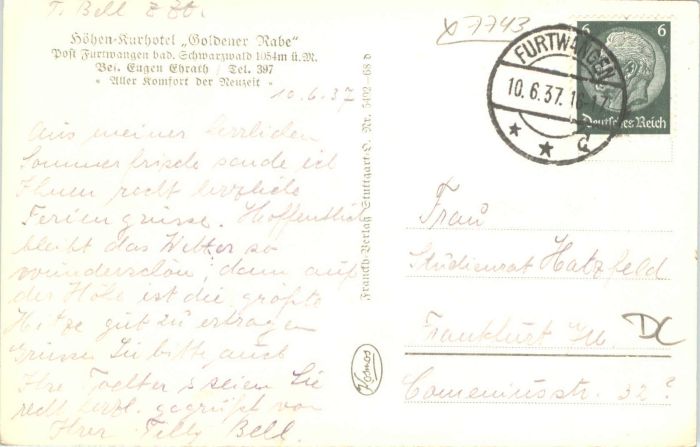 T. Bell z. Zt.
Höhen-Kurhotel „Goldener Rabe"
Post Furtwangen bad. Schwarzwald 1054m ü.M.
Bes. Eugen Ehrath / Tel. 397
* Aller Komfort der Neuzeit *
10.6.37
Aus meiner herrlichen
Sommerfrische sende ich
Ihnen recht herzliche
Feriengrüsse. Hoffentlich
bleibt das Wetter so
wunderschön, denn auf
der Höhe ist die größte
Hitze gut zu ertragen
Grüssen Sie bitte auch
Ihre Tochter & seien Sie
recht herzl. gegrüßt von
Ihrer Tilly Bell.
Franckh-Verlag Stuttgart-O. Nr. 5492-68 D
Kosmos
x7743
FURTWANGEN
10.6.37.16-17
6 6
Deutsches Reich
Frau
Studienrat Hatzfeld
Frankfurt a/M.
DC
Comeniusstr. 32?